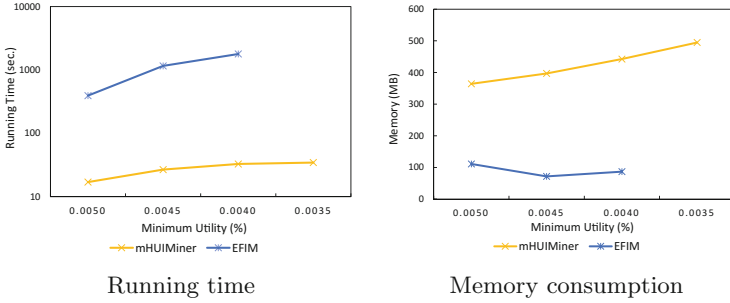 10000
1000
100
10
Running Time (sec.)
0.0050 0.0045 0.0040 0.0035
Minimum Utility (%)
mHUIMiner EFIM
Running time
600
500
400
300
200
100
0
Memory (MB)
0.0050 0.0045 0.0040 0.0035
Minimum Utility (%)
mHUIMiner EFIM
Memory consumption